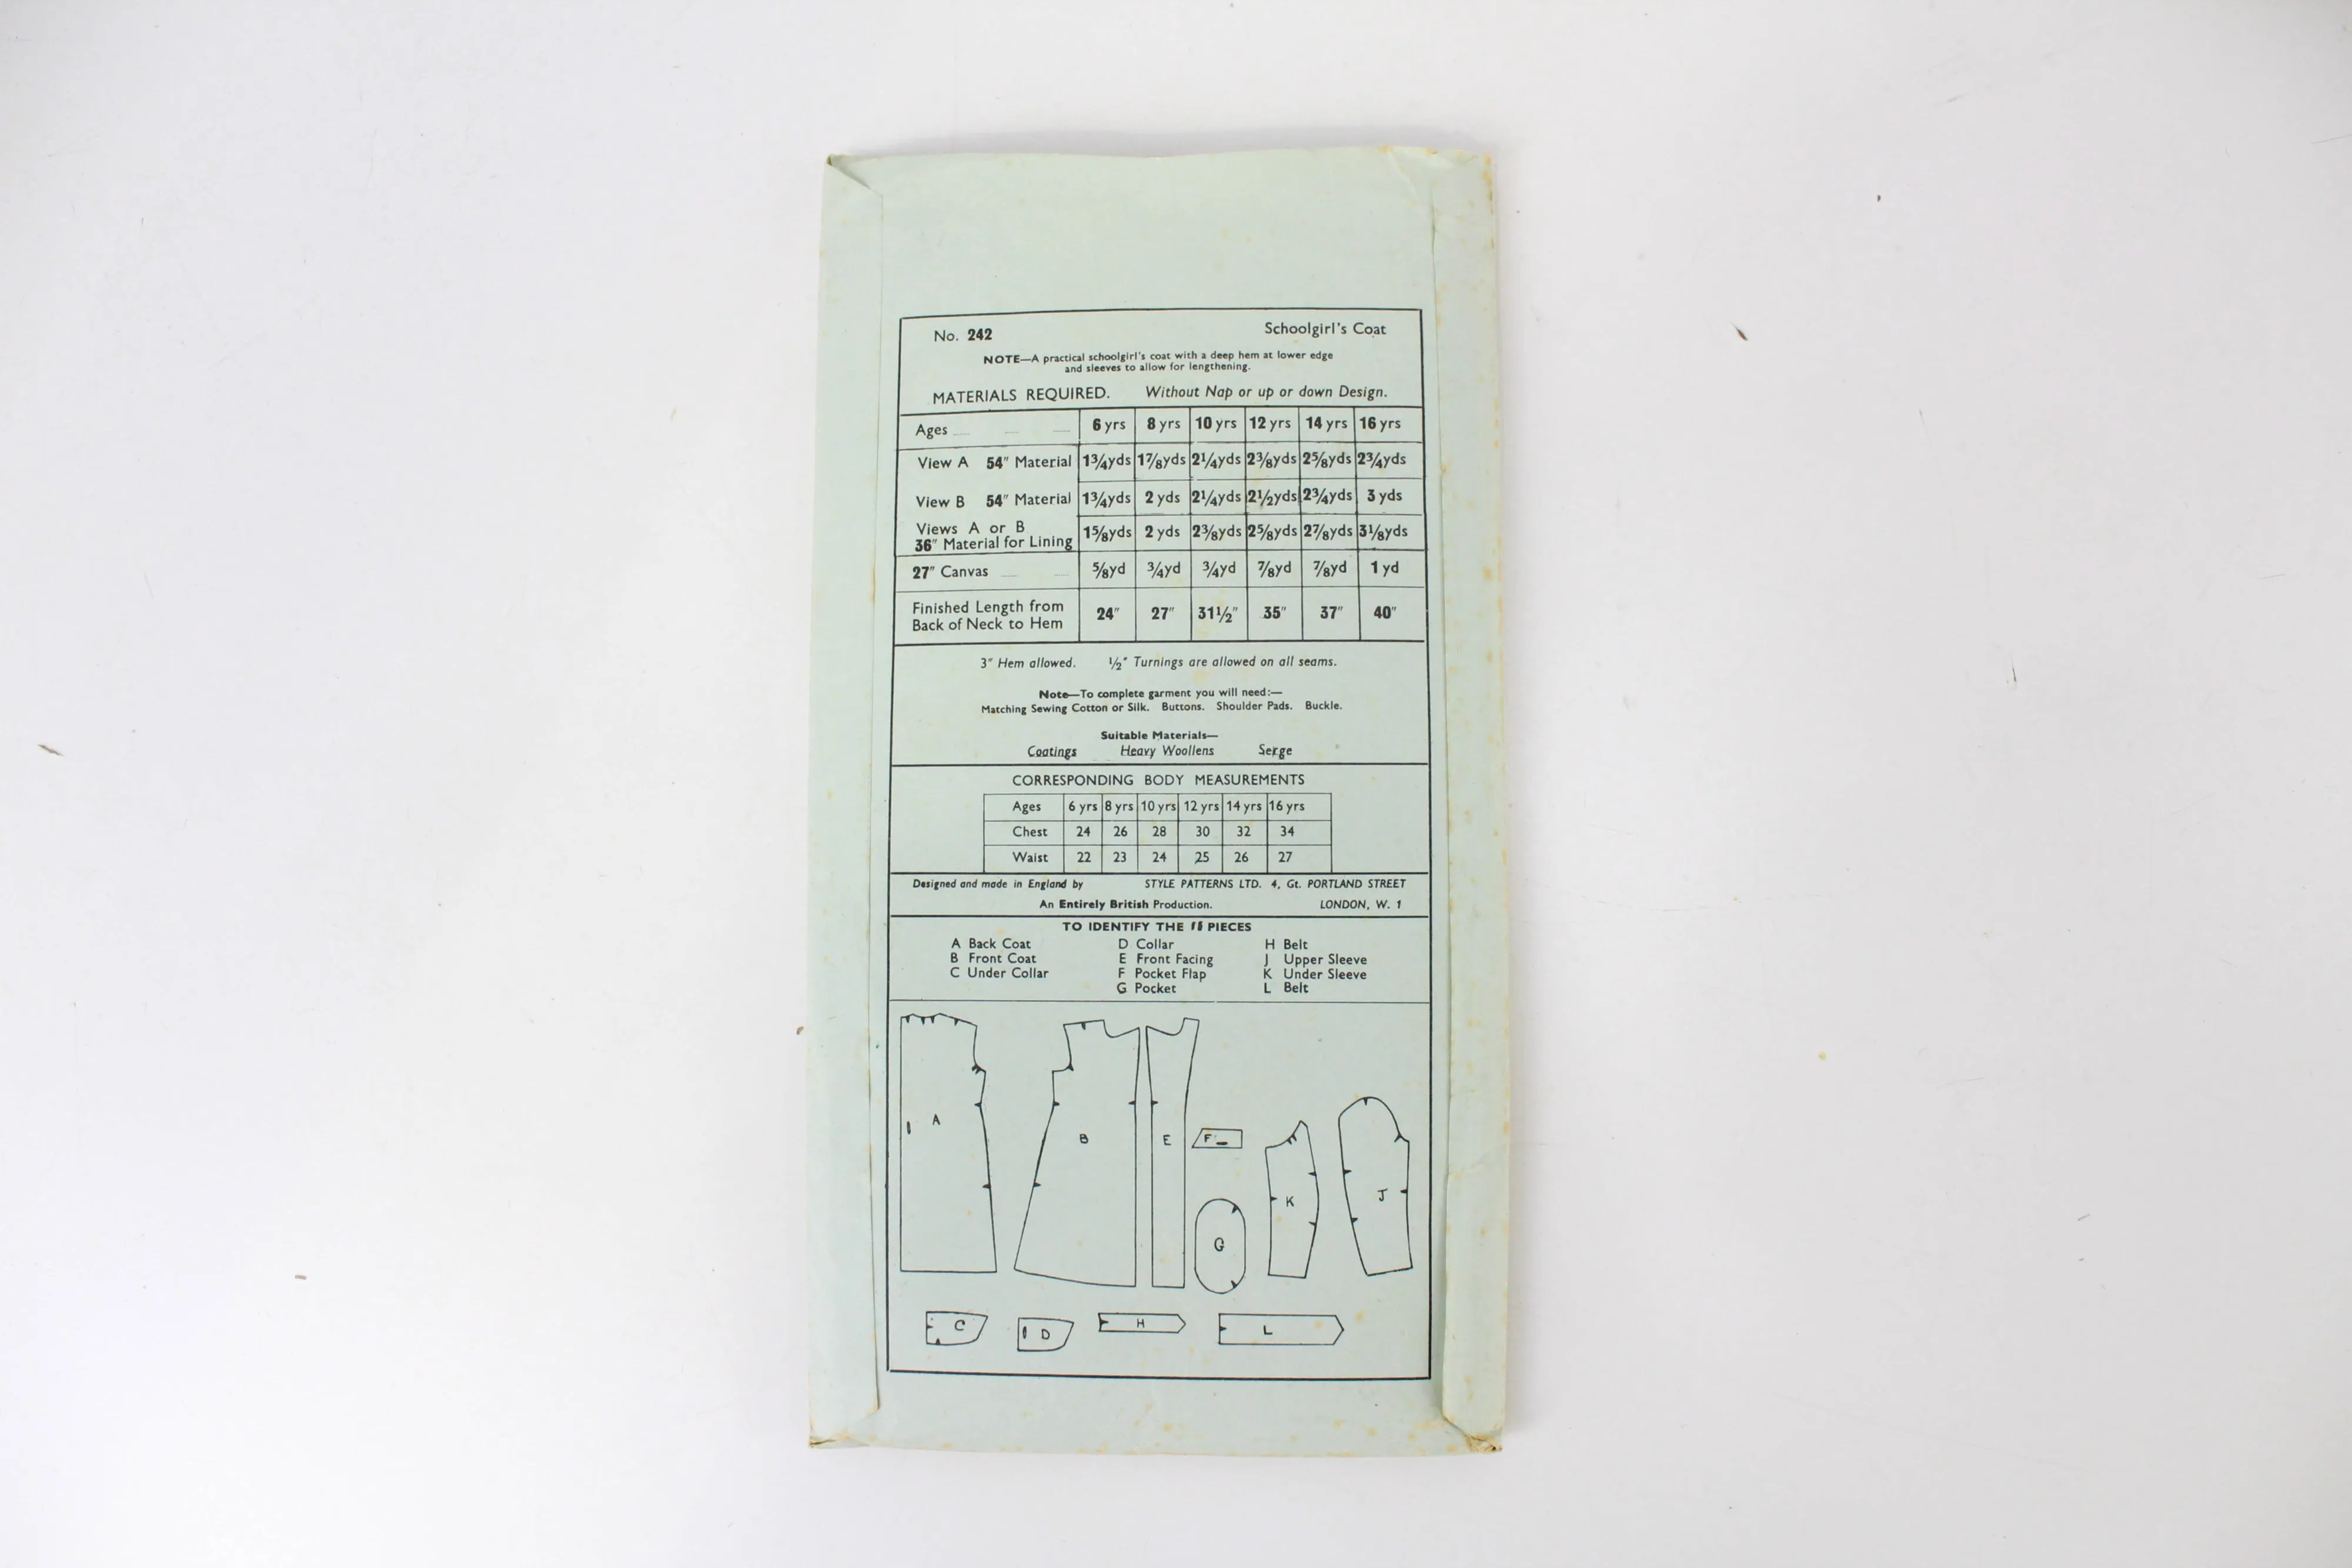 No. 242 Schoolgirl's Coat
NOTE—A practical schoolgirl's coat with a deep hem at lower edge
and sleeves to allow for lengthening.
MATERIALS REQUIRED. Without Nap or up or down Design.
Ages 6 yrs 8 yrs 10 yrs 12 yrs 14 yrs 16 yrs
View A 54" Material 1¾yds 1⅞yds 2¼yds 2⅜yds 2⅝yds 2¾yds
View B 54" Material 1¾yds 2 yds 2¼yds 2½yds 2¾yds 3 yds
Views A or B
36" Material for Lining 1⅝yds 2 yds 2⅜yds 2⅝yds 2⅞yds 3⅛yds
27" Canvas ⅝yd ¾yd ¾yd ⅞yd ⅞yd 1 yd
Finished Length from
Back of Neck to Hem 24" 27" 31½" 35" 37" 40"
3" Hem allowed. ½" Turnings are allowed on all seams.
Note—To complete garment you will need:—
Matching Sewing Cotton or Silk. Buttons. Shoulder Pads. Buckle.
Suitable Materials—
Coatings Heavy Woollens Serge
CORRESPONDING BODY MEASUREMENTS
Ages 6 yrs 8 yrs 10 yrs 12 yrs 14 yrs 16 yrs
Chest 24 26 28 30 32 34
Waist 22 23 24 25 26 27
Designed and made in England by STYLE PATTERNS LTD. 4, Gt. PORTLAND STREET
An Entirely British Production. LONDON, W. 1
TO IDENTIFY THE PIECES
A Back Coat D Collar H Belt
B Front Coat E Front Facing J Upper Sleeve
C Under Collar F Pocket Flap K Under Sleeve
G Pocket L Belt
A
B
E
F
K
J
G
C
D
H
L